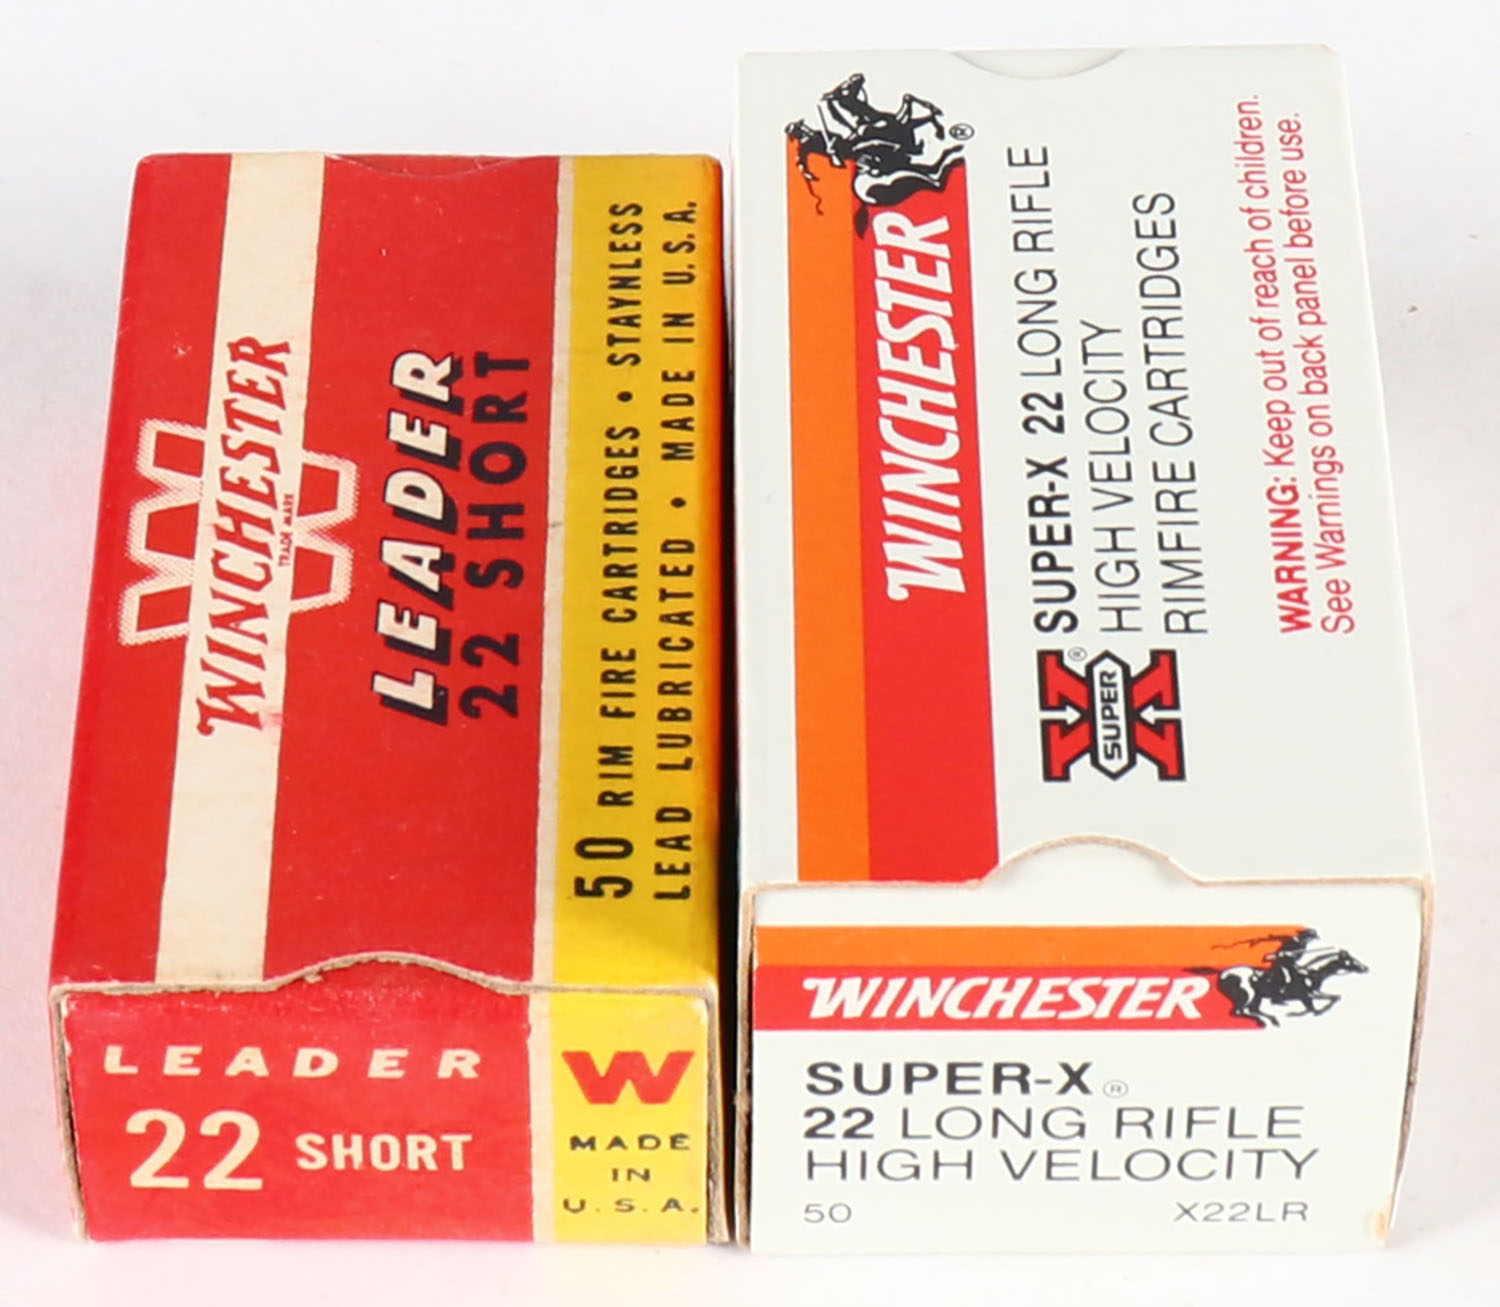 W
WINCHESTER
TRADE MARK
LEADER
22 SHORT
50 RIM FIRE CARTRIDGES • STAYNLESS
LEAD LUBRICATED • MADE IN U.S.A.
LEADER
22 SHORT
W
MADE
IN
U.S.A.
®
WINCHESTER
SUPER-X 22 LONG RIFLE
HIGH VELOCITY
RIMFIRE CARTRIDGES
X ®
SUPER
WARNING: Keep out of reach of children.
See Warnings on back panel before use.
WINCHESTER
SUPER-X ®
22 LONG RIFLE
HIGH VELOCITY
50 X22LR